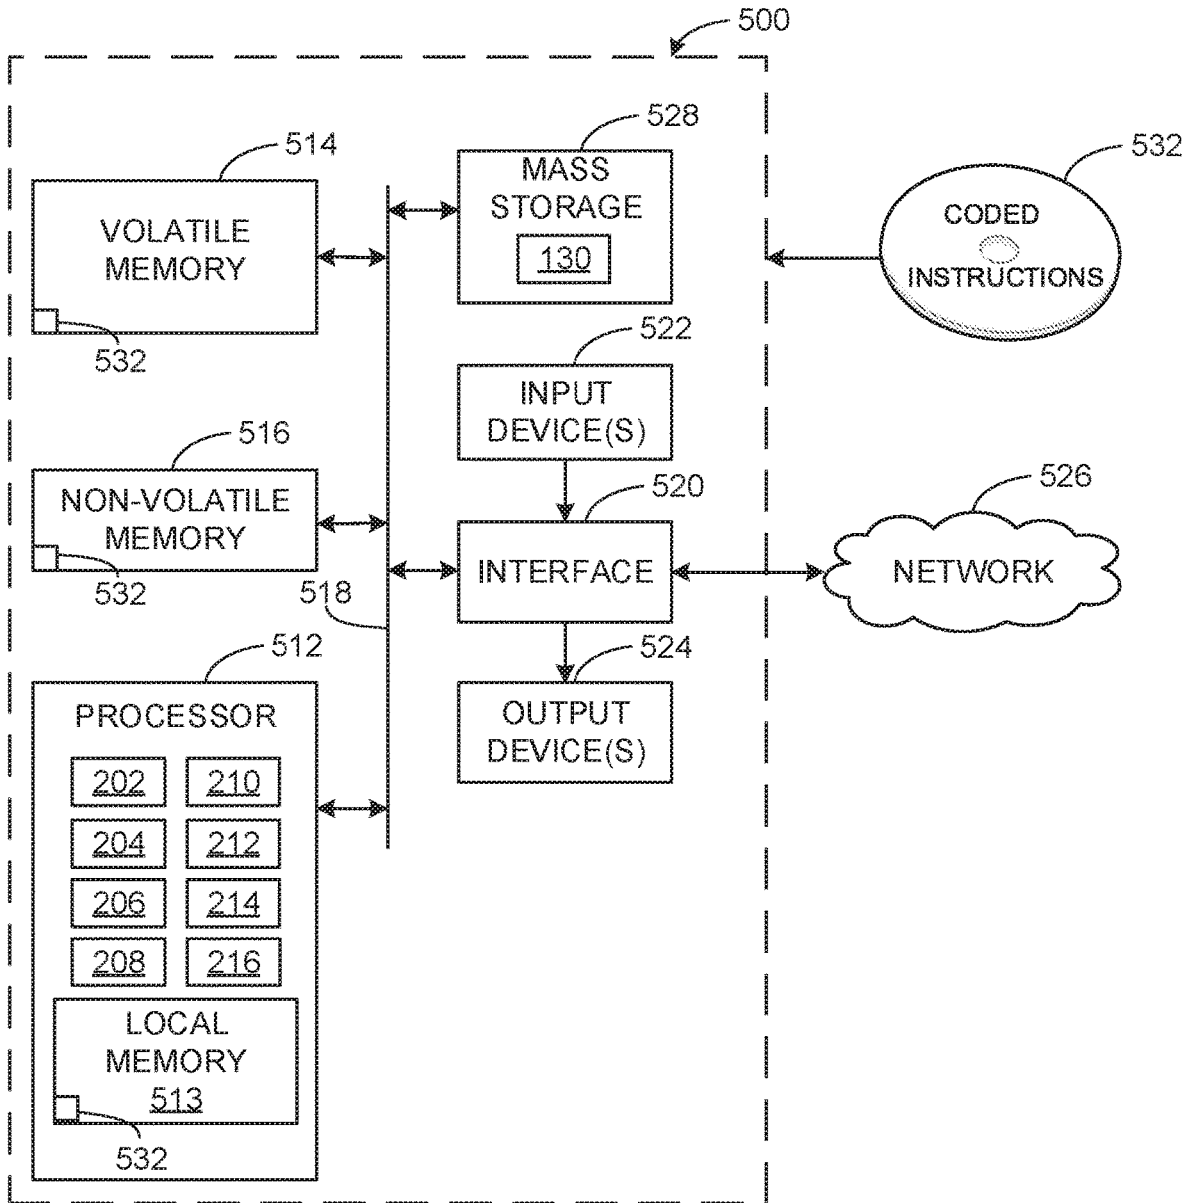 500
528
514
532
MASS
STORAGE
130
CODED
INSTRUCTIONS
VOLATILE
MEMORY
532
522
INPUT
DEVICE(S)
516
520
526
NON-VOLATILE
MEMORY
532
INTERFACE
NETWORK
518
512
524
PROCESSOR
OUTPUT
DEVICE(S)
202 210
204 212
206 214
208 216
LOCAL
MEMORY
513
532